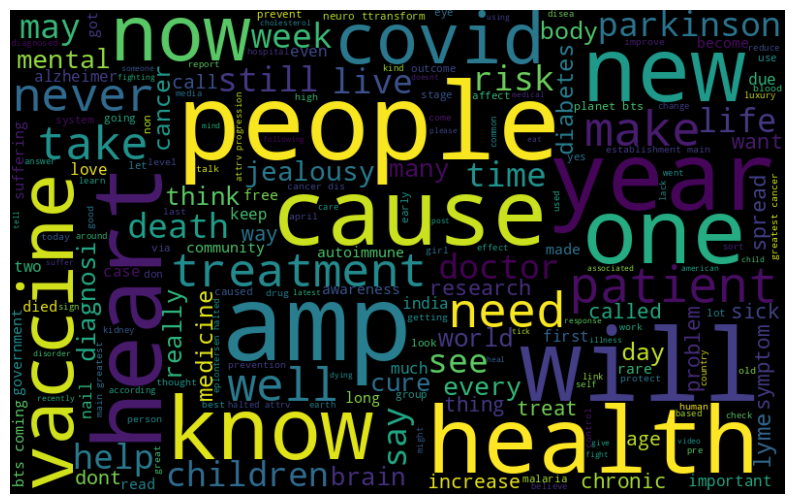 may
got
now
week
prevent
neuro ttransform
eye
disea
using
covid
body
parkinson
diagnosed
cholesterol
someone
fighting
mental
even
kind
doesnt
become
improve
reduce
alzheimer
report
hospital
outcome
new
use
never
call
still
live
risk
due
blood
system
going
media
high
stage
affect
medical
diabetes
planet bts
change
luxury
cancer
non
attrv progression
come
please
make
life
take
people
suffering
answer
let
level
mind
following
common
yes
establishment main
love
learn
talk
eat
want
jealousy
many
time
year
vaccine
heart
think
free
cancer dis
lack
went
tell
good
death
last
keep
april
care
early
post
used
sort
greatest cancer
spread
today
around
way
cause
girl
effect
made
one
suffer
via
community
autoimmune
child
two
case
don
treatment
doctor
associated
american
died
sign
caused
drug
latest
awareness
india
research
patient
kidney
getting
government
diagnosi
really
medicine
amp
need
called
lot
sick
disorder
look
world
first
tick
response
work
day
problem
country
old
main greatest
eplontersen halted
prevention
dying
see
illness
rare
link
self
protect
symptom
recently
according
thought
heal
well
cure
much
every
will
bts coming
nail
best
halted attrv
earth
group
thing
treat
control
human
based
check
person
long
know
say
age
video
pre
lyme
help
great
might
health
give
fight
dont
read
children
brain
increase
malaria
believe
chronic
important